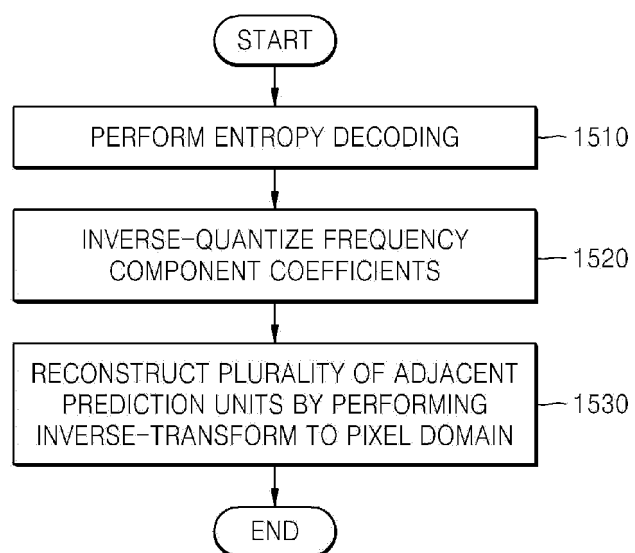 START
PERFORM ENTROPY DECODING
1510
INVERSE-QUANTIZE FREQUENCY
COMPONENT COEFFICIENTS
1520
RECONSTRUCT PLURALITY OF ADJACENT
PREDICTION UNITS BY PERFORMING
INVERSE-TRANSFORM TO PIXEL DOMAIN
1530
END